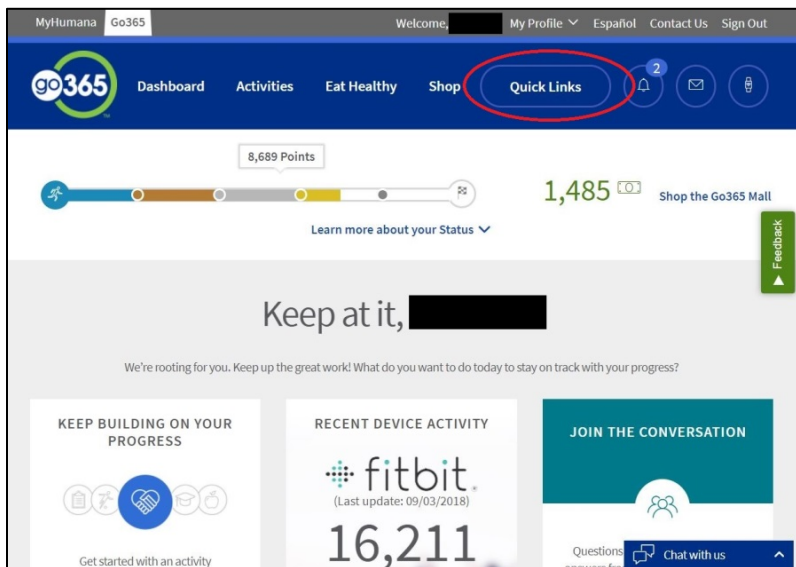 MyHumana Go365 Welcome, My Profile Español Contact Us Sign Out
go365 Dashboard Activities Eat Healthy Shop Quick Links 2
TM
8,689 Points
1,485 Shop the Go365 Mall
Learn more about your Status
Feedback
Keep at it,
We're rooting for you. Keep up the great work! What do you want to do today to stay on track with your progress?
KEEP BUILDING ON YOUR
PROGRESS
Get started with an activity
RECENT DEVICE ACTIVITY
fitbit
(Last update: 09/03/2018)
16,211
JOIN THE CONVERSATION
Questions
Chat with us